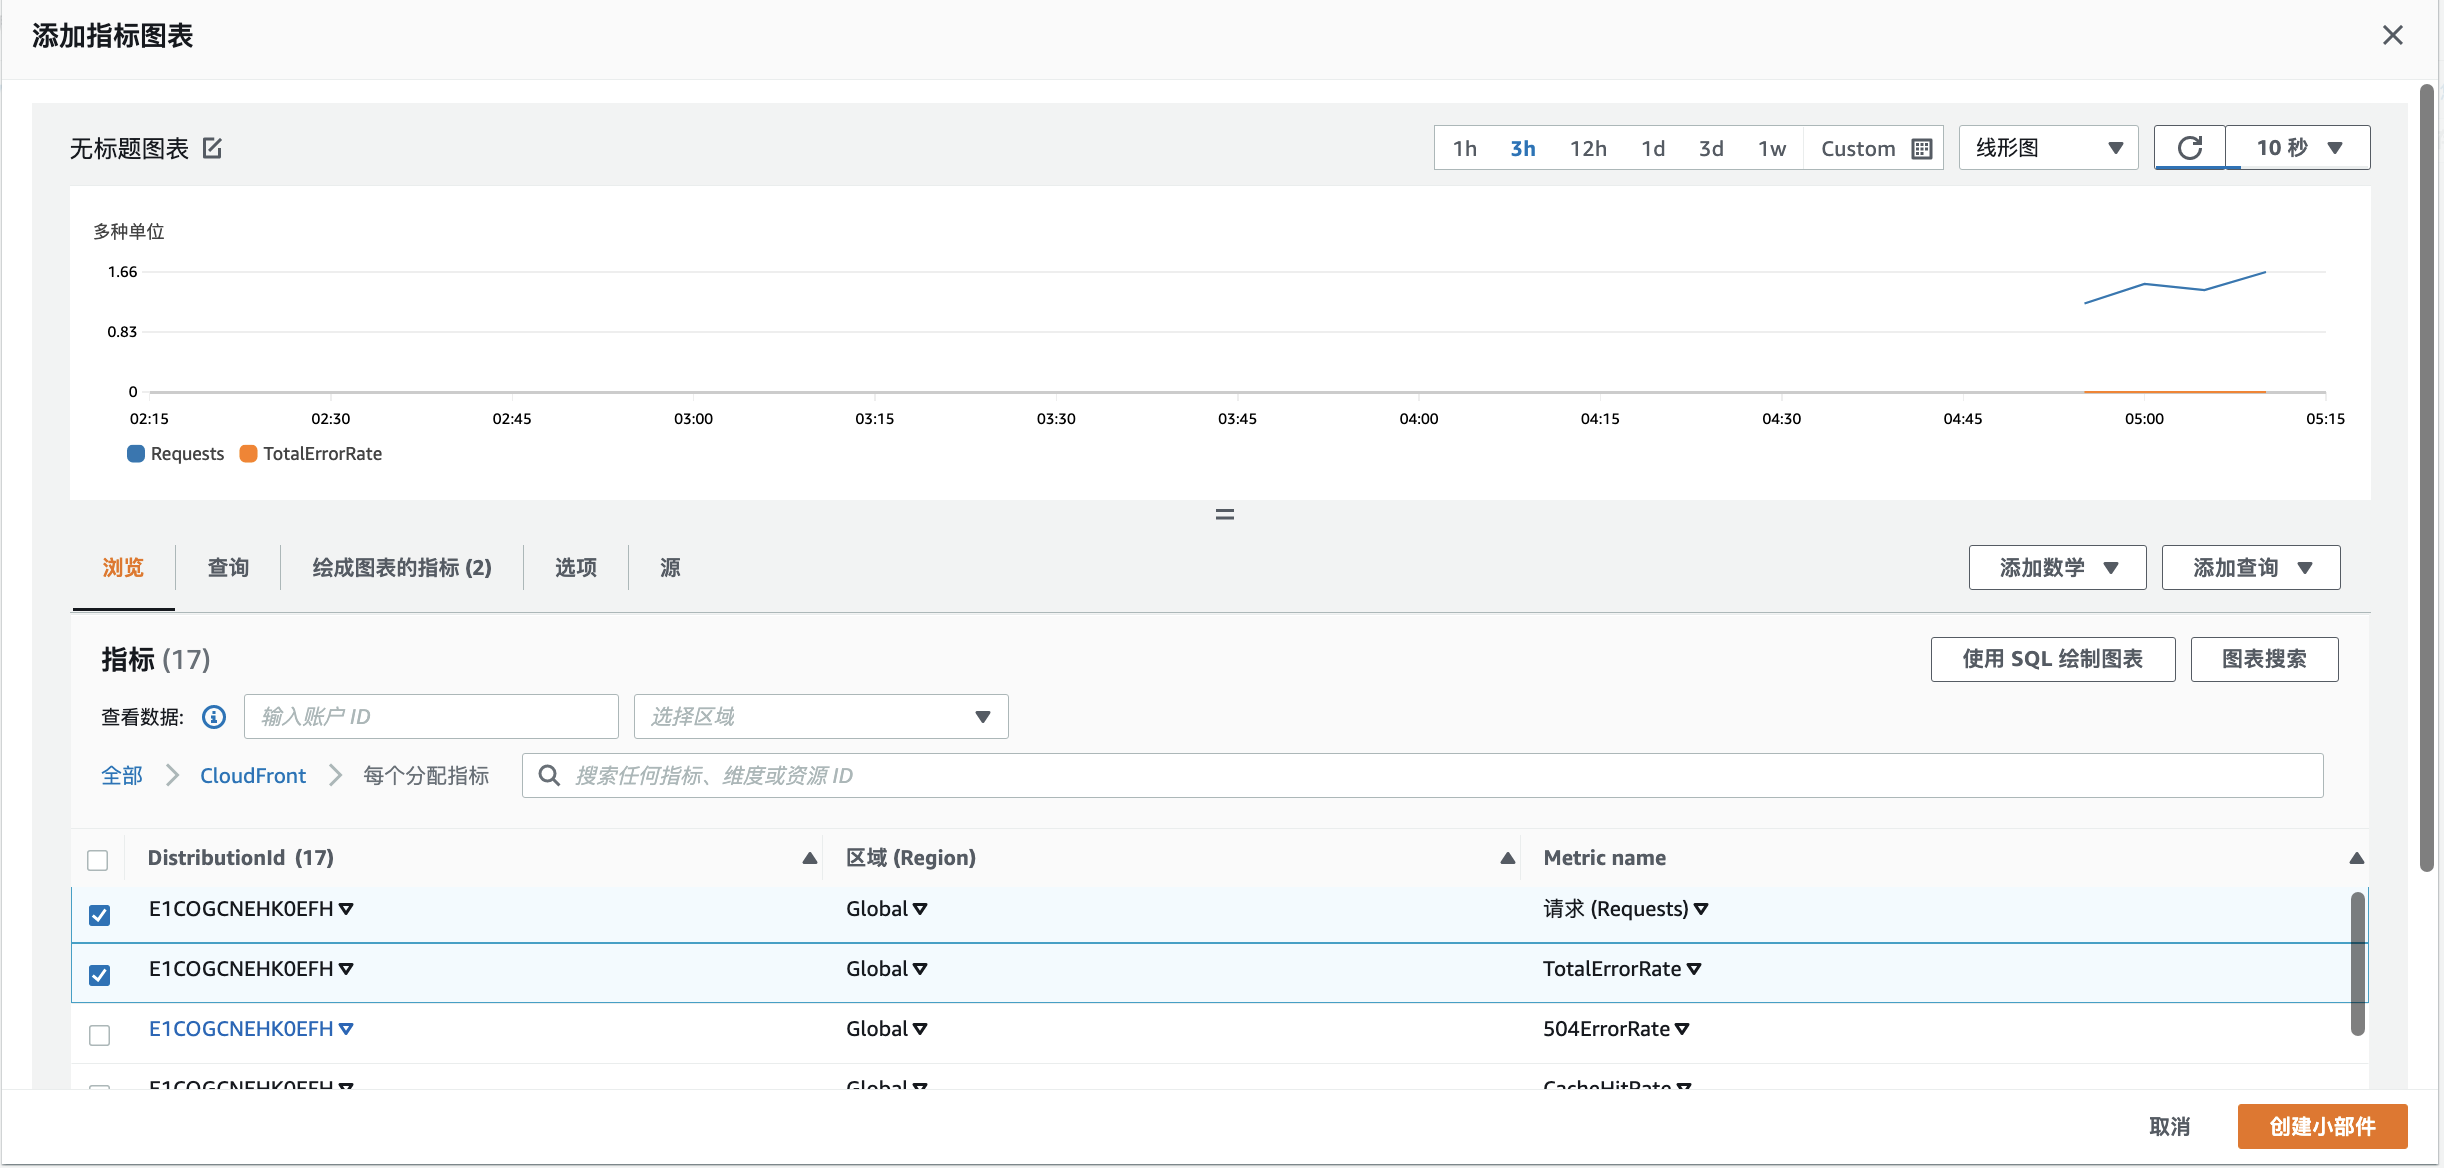 添加指标图表
无标题图表
1h 3h 12h 1d 3d 1w Custom 线形图 10 秒
多种单位
1.66
0.83
0
02:15 02:30 02:45 03:00 03:15 03:30 03:45 04:00 04:15 04:30 04:45 05:00 05:15
Requests TotalErrorRate
浏览 查询 绘成图表的指标 (2) 选项 源 添加数学 添加查询
指标 (17) 使用 SQL 绘制图表 图表搜索
查看数据: 输入账户 ID 选择区域
全部 CloudFront 每个分配指标 搜索任何指标、维度或资源 ID
DistributionId (17) 区域 (Region) Metric name
E1COGCNEHK0EFH Global 请求 (Requests)
E1COGCNEHK0EFH Global TotalErrorRate
E1COGCNEHK0EFH Global 504ErrorRate
E1COGCNEHK0EFH Global CacheHitRate
取消 创建小部件